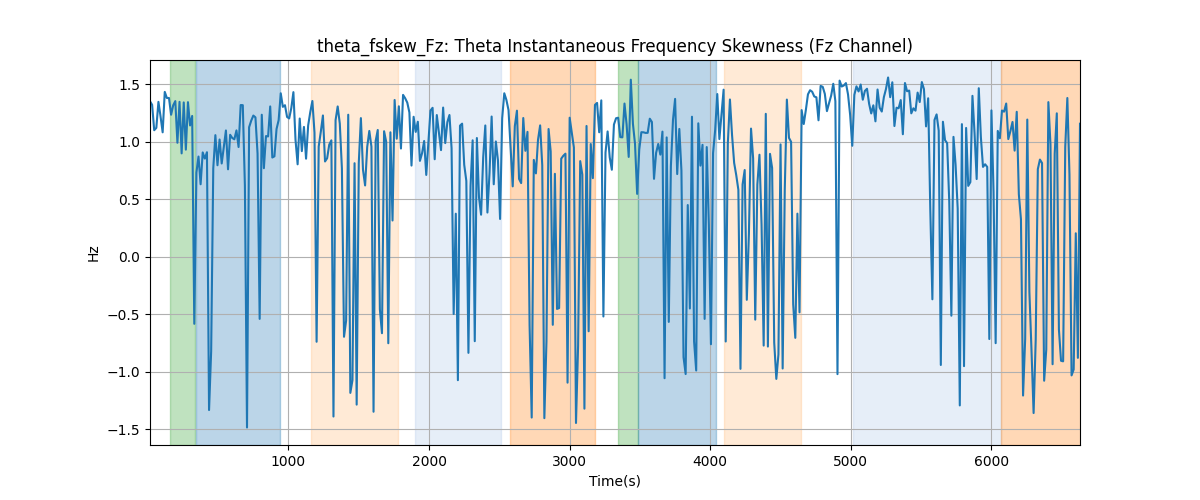 theta_fskew_Fz: Theta Instantaneous Frequency Skewness (Fz Channel)
1.5
1.0
0.5
0.0
−0.5
−1.0
−1.5
Hz
1000 2000 3000 4000 5000 6000
Time(s)